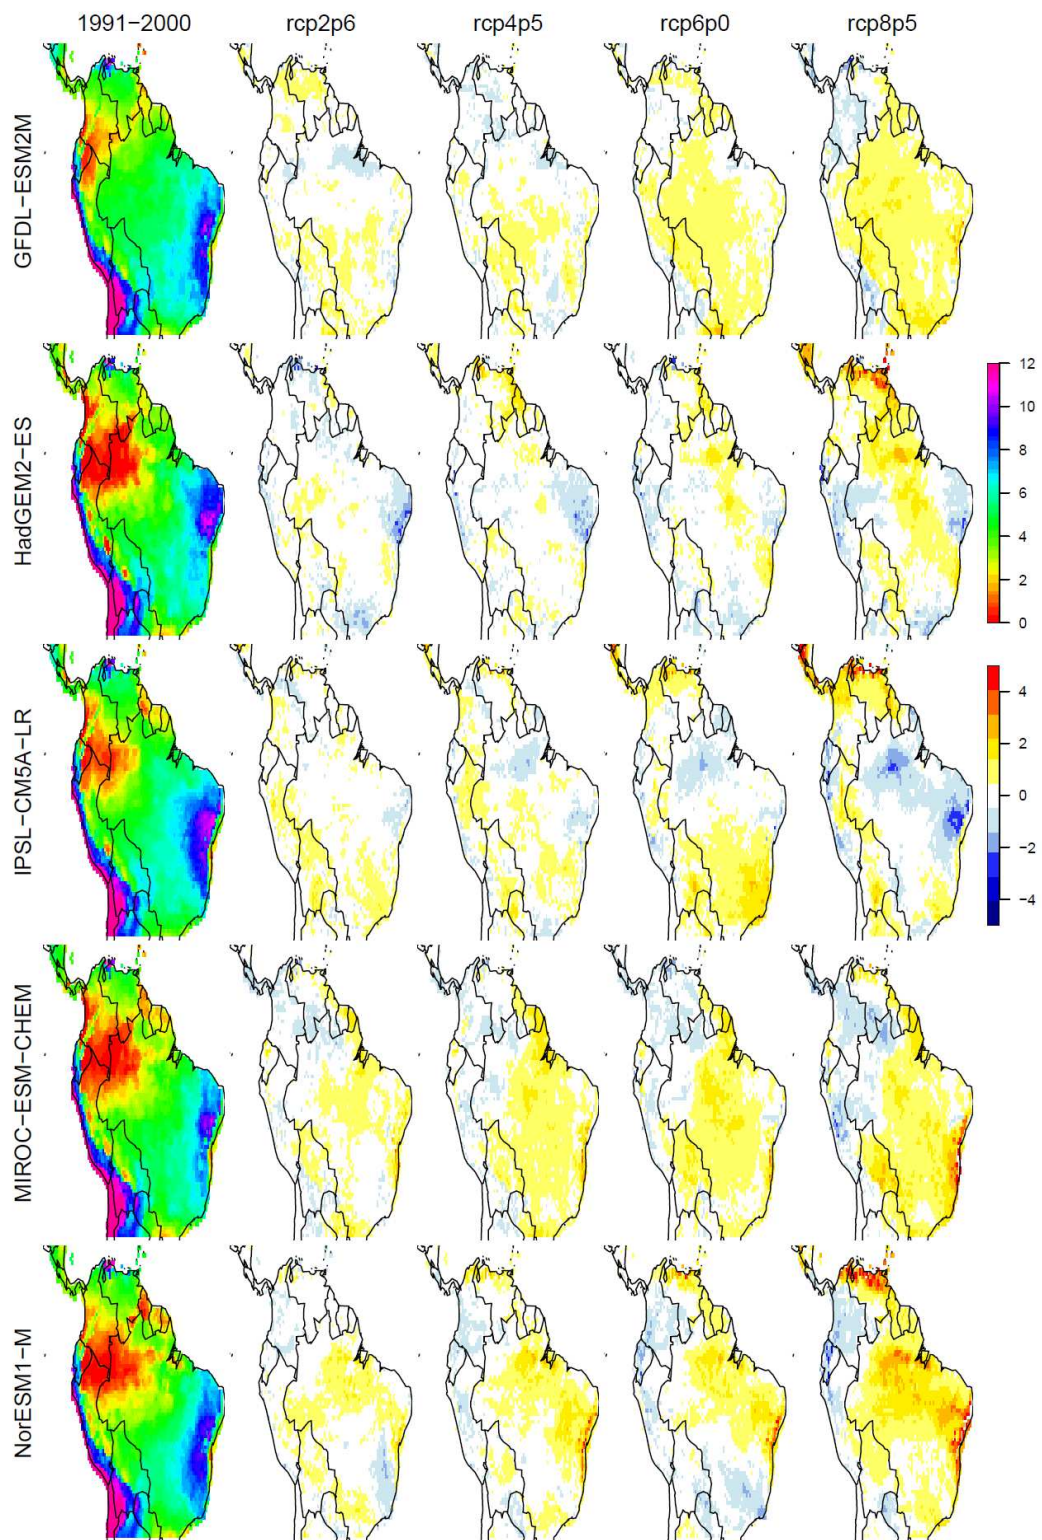 1991−2000 rcp2p6 rcp4p5 rcp6p0 rcp8p5
GFDL−ESM2M
HadGEM2−ES
12
10
8
6
4
2
0
IPSL−CM5A−LR
4
2
0
−2
−4
MIROC−ESM−CHEM
NorESM1−M